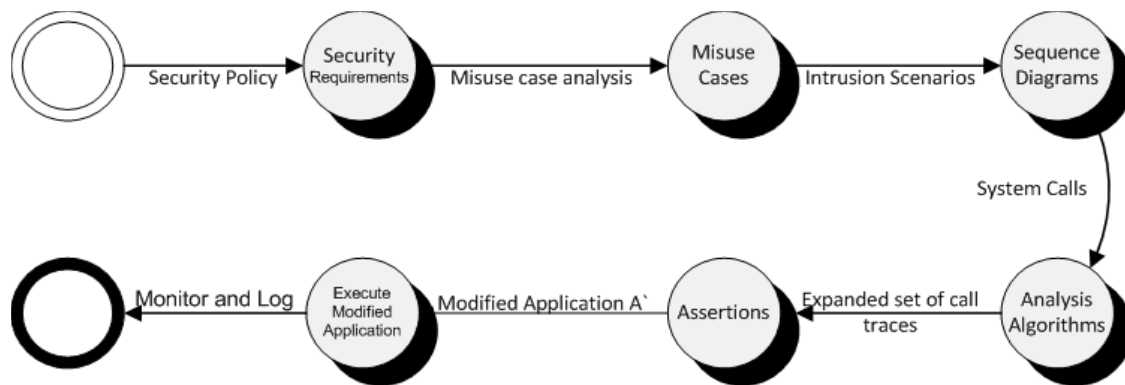 Security Policy
Security
Requirements
Misuse case analysis
Misuse
Cases
Intrusion Scenarios
Sequence
Diagrams
System Calls
Analysis
Algorithms
Expanded set of call
traces
Assertions
Modified Application A`
Execute
Modified
Application
Monitor and Log